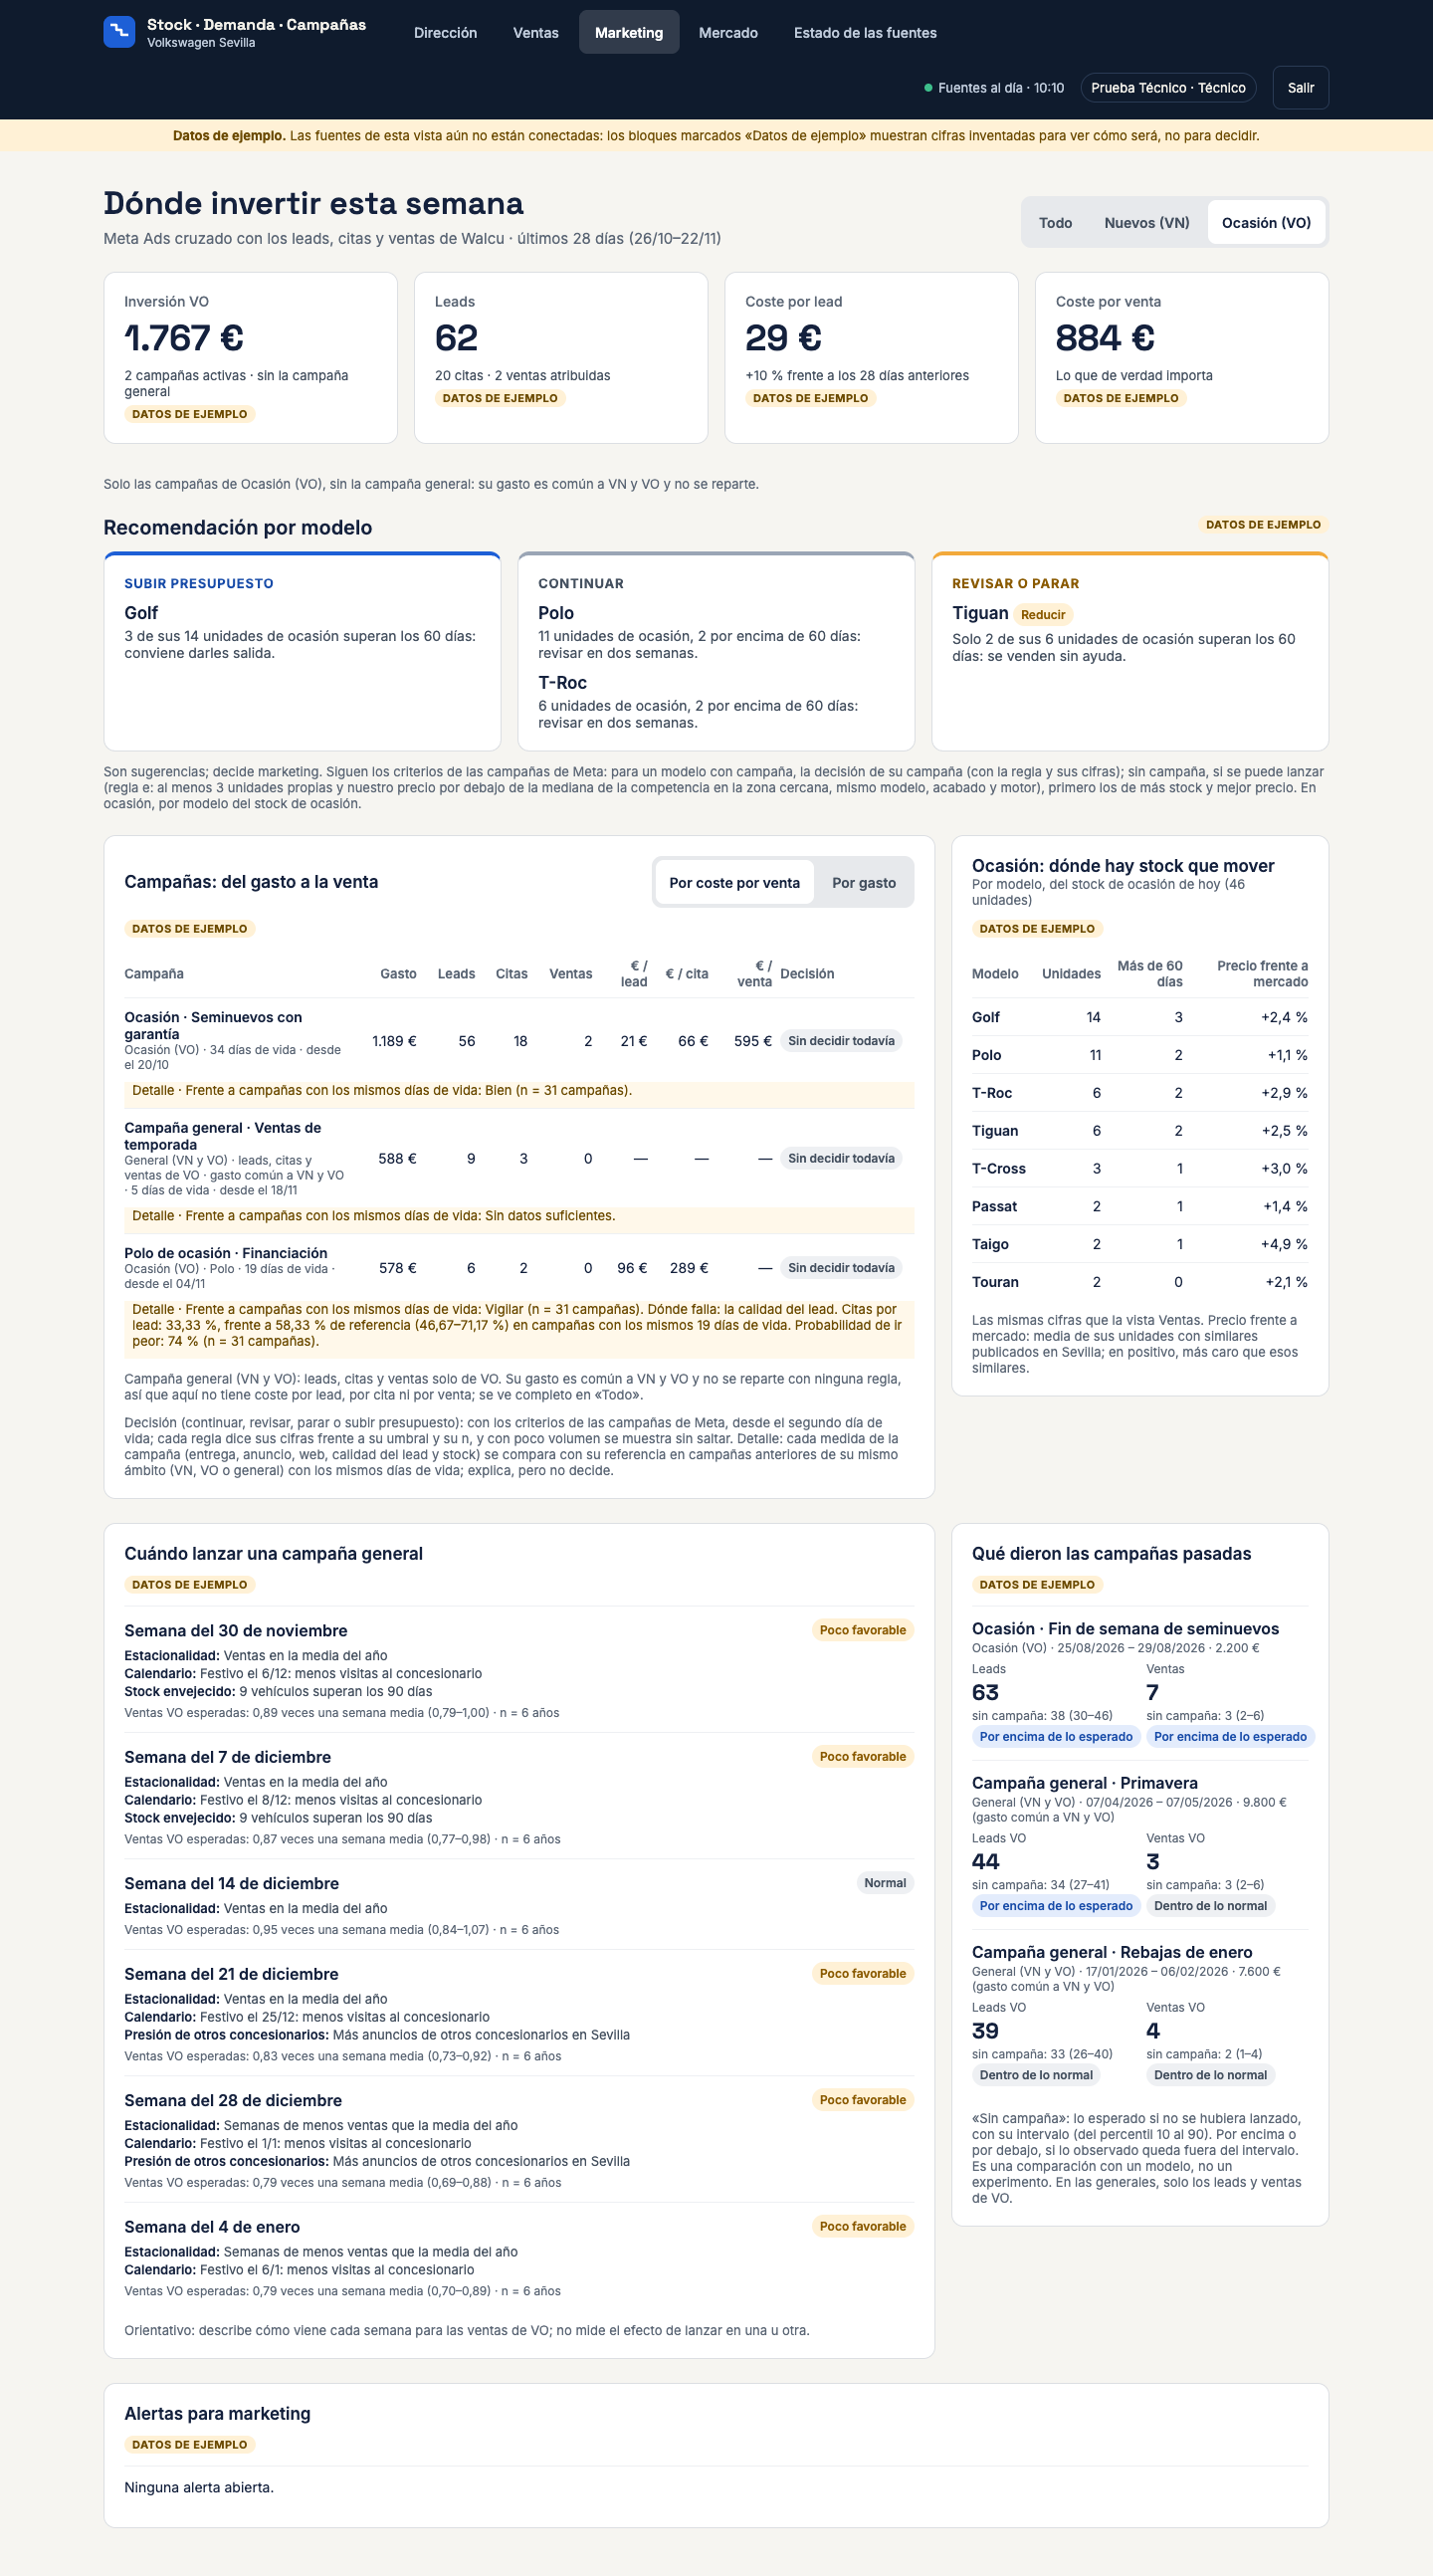 Stock · Demanda · Campañas
Volkswagen Sevilla
Dirección
Ventas
Marketing
Mercado
Estado de las fuentes
Fuentes al día · 10:10
Prueba Técnico · Técnico
Salir
Datos de ejemplo. Las fuentes de esta vista aún no están conectadas: los bloques marcados «Datos de ejemplo» muestran cifras inventadas para ver cómo será, no para decidir.
Dónde invertir esta semana
Meta Ads cruzado con los leads, citas y ventas de Walcu · últimos 28 días (26/10–22/11)
Todo
Nuevos (VN)
Ocasión (VO)
Inversión VO
1.767 €
2 campañas activas · sin la campaña
general
DATOS DE EJEMPLO
Leads
62
20 citas · 2 ventas atribuidas
DATOS DE EJEMPLO
Coste por lead
29 €
+10 % frente a los 28 días anteriores
DATOS DE EJEMPLO
Coste por venta
884 €
Lo que de verdad importa
DATOS DE EJEMPLO
Solo las campañas de Ocasión (VO), sin la campaña general: su gasto es común a VN y VO y no se reparte.
Recomendación por modelo
DATOS DE EJEMPLO
SUBIR PRESUPUESTO
Golf
3 de sus 14 unidades de ocasión superan los 60 días:
conviene darles salida.
CONTINUAR
Polo
11 unidades de ocasión, 2 por encima de 60 días:
revisar en dos semanas.
T-Roc
6 unidades de ocasión, 2 por encima de 60 días:
revisar en dos semanas.
REVISAR O PARAR
Tiguan Reducir
Solo 2 de sus 6 unidades de ocasión superan los 60
días: se venden sin ayuda.
Son sugerencias; decide marketing. Siguen los criterios de las campañas de Meta: para un modelo con campaña, la decisión de su campaña (con la regla y sus cifras); sin campaña, si se puede lanzar
(regla e: al menos 3 unidades propias y nuestro precio por debajo de la mediana de la competencia en la zona cercana, mismo modelo, acabado y motor), primero los de más stock y mejor precio. En
ocasión, por modelo del stock de ocasión.
Campañas: del gasto a la venta
Por coste por venta
Por gasto
DATOS DE EJEMPLO
Campaña Gasto Leads Citas Ventas € / lead € / cita € / venta Decisión
Ocasión · Seminuevos con
garantía
Ocasión (VO) · 34 días de vida · desde
el 20/10
1.189 € 56 18 2 21 € 66 € 595 € Sin decidir todavía
Detalle · Frente a campañas con los mismos días de vida: Bien (n = 31 campañas).
Campaña general · Ventas de
temporada
General (VN y VO) · leads, citas y
ventas de VO · gasto común a VN y VO
· 5 días de vida · desde el 18/11
588 € 9 3 0 — — — Sin decidir todavía
Detalle · Frente a campañas con los mismos días de vida: Sin datos suficientes.
Polo de ocasión · Financiación
Ocasión (VO) · Polo · 19 días de vida ·
desde el 04/11
578 € 6 2 0 96 € 289 € — Sin decidir todavía
Detalle · Frente a campañas con los mismos días de vida: Vigilar (n = 31 campañas). Dónde falla: la calidad del lead. Citas por
lead: 33,33 %, frente a 58,33 % de referencia (46,67–71,17 %) en campañas con los mismos 19 días de vida. Probabilidad de ir
peor: 74 % (n = 31 campañas).
Campaña general (VN y VO): leads, citas y ventas solo de VO. Su gasto es común a VN y VO y no se reparte con ninguna regla,
así que aquí no tiene coste por lead, por cita ni por venta; se ve completo en «Todo».
Decisión (continuar, revisar, parar o subir presupuesto): con los criterios de las campañas de Meta, desde el segundo día de
vida; cada regla dice sus cifras frente a su umbral y su n, y con poco volumen se muestra sin saltar. Detalle: cada medida de la
campaña (entrega, anuncio, web, calidad del lead y stock) se compara con su referencia en campañas anteriores de su mismo
ámbito (VN, VO o general) con los mismos días de vida; explica, pero no decide.
Ocasión: dónde hay stock que mover
Por modelo, del stock de ocasión de hoy (46
unidades)
DATOS DE EJEMPLO
Modelo Unidades Más de 60 días Precio frente a mercado
Golf 14 3 +2,4 %
Polo 11 2 +1,1 %
T-Roc 6 2 +2,9 %
Tiguan 6 2 +2,5 %
T-Cross 3 1 +3,0 %
Passat 2 1 +1,4 %
Taigo 2 1 +4,9 %
Touran 2 0 +2,1 %
Las mismas cifras que la vista Ventas. Precio frente a
mercado: media de sus unidades con similares
publicados en Sevilla; en positivo, más caro que esos
similares.
Cuándo lanzar una campaña general
DATOS DE EJEMPLO
Semana del 30 de noviembre Poco favorable
Estacionalidad: Ventas en la media del año
Calendario: Festivo el 6/12: menos visitas al concesionario
Stock envejecido: 9 vehículos superan los 90 días
Ventas VO esperadas: 0,89 veces una semana media (0,79–1,00) · n = 6 años
Semana del 7 de diciembre Poco favorable
Estacionalidad: Ventas en la media del año
Calendario: Festivo el 8/12: menos visitas al concesionario
Stock envejecido: 9 vehículos superan los 90 días
Ventas VO esperadas: 0,87 veces una semana media (0,77–0,98) · n = 6 años
Semana del 14 de diciembre Normal
Estacionalidad: Ventas en la media del año
Ventas VO esperadas: 0,95 veces una semana media (0,84–1,07) · n = 6 años
Semana del 21 de diciembre Poco favorable
Estacionalidad: Ventas en la media del año
Calendario: Festivo el 25/12: menos visitas al concesionario
Presión de otros concesionarios: Más anuncios de otros concesionarios en Sevilla
Ventas VO esperadas: 0,83 veces una semana media (0,73–0,92) · n = 6 años
Semana del 28 de diciembre Poco favorable
Estacionalidad: Semanas de menos ventas que la media del año
Calendario: Festivo el 1/1: menos visitas al concesionario
Presión de otros concesionarios: Más anuncios de otros concesionarios en Sevilla
Ventas VO esperadas: 0,79 veces una semana media (0,69–0,88) · n = 6 años
Semana del 4 de enero Poco favorable
Estacionalidad: Semanas de menos ventas que la media del año
Calendario: Festivo el 6/1: menos visitas al concesionario
Ventas VO esperadas: 0,79 veces una semana media (0,70–0,89) · n = 6 años
Orientativo: describe cómo viene cada semana para las ventas de VO; no mide el efecto de lanzar en una u otra.
Qué dieron las campañas pasadas
DATOS DE EJEMPLO
Ocasión · Fin de semana de seminuevos
Ocasión (VO) · 25/08/2026 – 29/08/2026 · 2.200 €
Leads Ventas
63 7
sin campaña: 38 (30–46) sin campaña: 3 (2–6)
Por encima de lo esperado Por encima de lo esperado
Campaña general · Primavera
General (VN y VO) · 07/04/2026 – 07/05/2026 · 9.800 €
(gasto común a VN y VO)
Leads VO Ventas VO
44 3
sin campaña: 34 (27–41) sin campaña: 3 (2–6)
Por encima de lo esperado Dentro de lo normal
Campaña general · Rebajas de enero
General (VN y VO) · 17/01/2026 – 06/02/2026 · 7.600 €
(gasto común a VN y VO)
Leads VO Ventas VO
39 4
sin campaña: 33 (26–40) sin campaña: 2 (1–4)
Dentro de lo normal Dentro de lo normal
«Sin campaña»: lo esperado si no se hubiera lanzado,
con su intervalo (del percentil 10 al 90). Por encima o
por debajo, si lo observado queda fuera del intervalo.
Es una comparación con un modelo, no un
experimento. En las generales, solo los leads y ventas
de VO.
Alertas para marketing
DATOS DE EJEMPLO
Ninguna alerta abierta.